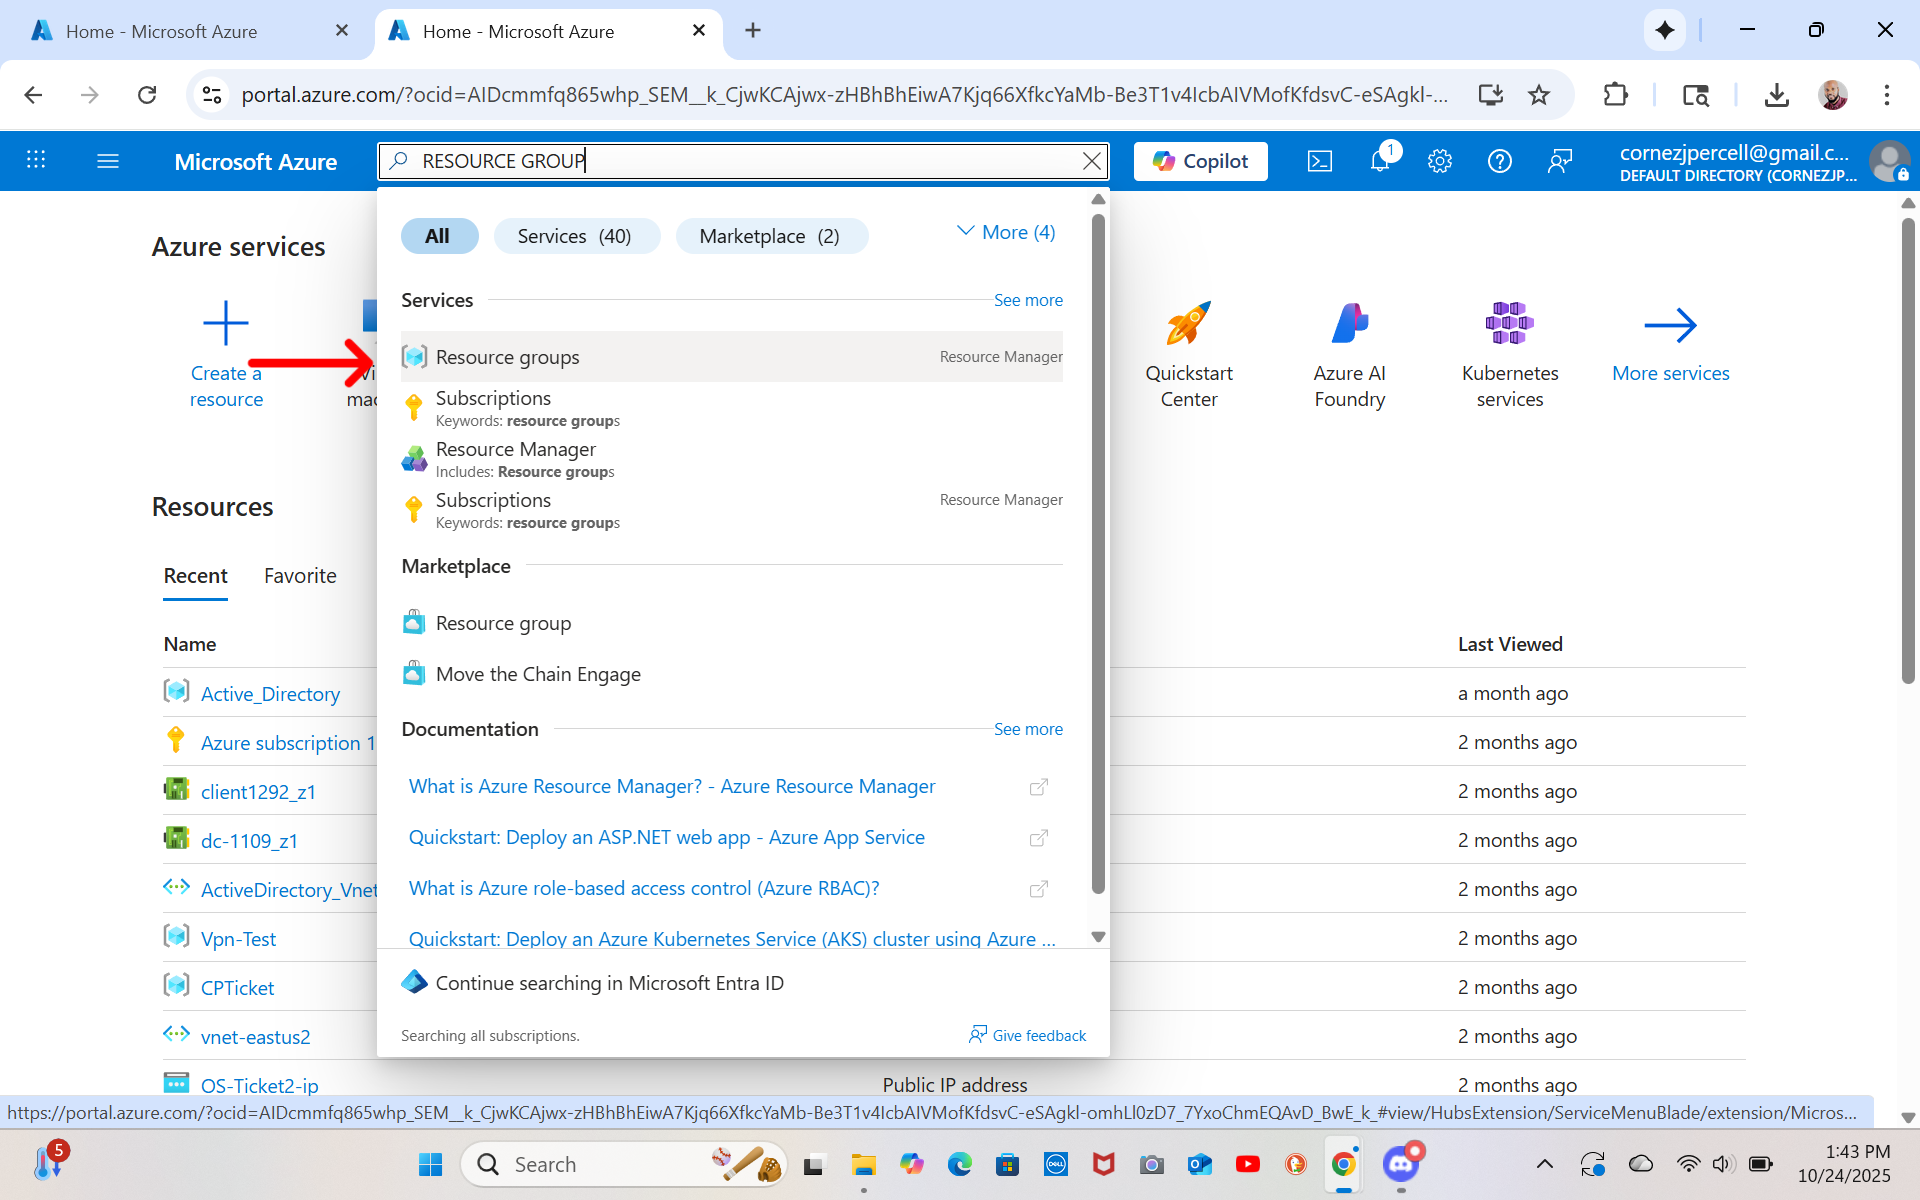 Home - Microsoft Azure
Home - Microsoft Azure
portal.azure.com/?ocid=AIDcmmfq865whp_SEM__k_CjwKCAjwx-zHBhBhEiwA7Kjq66XfkcYaMb-Be3T1v4IcbAIVMofKfdsvC-eSAgkI-...
Microsoft Azure
RESOURCE GROUP
Copilot
1
cornezjpercell@gmail.c...
DEFAULT DIRECTORY (CORNEZJP...
All
Services (40)
Marketplace (2)
More (4)
Azure services
Services
See more
Create a
resource
Resource groups
Resource Manager
Subscriptions
Keywords: resource groups
Resource Manager
Includes: Resource groups
Subscriptions
Resource Manager
Keywords: resource groups
Quickstart
Center
Azure AI
Foundry
Kubernetes
services
More services
Resources
Marketplace
Recent
Favorite
Resource group
Move the Chain Engage
Name
Last Viewed
Documentation
See more
What is Azure Resource Manager? - Azure Resource Manager
Quickstart: Deploy an ASP.NET web app - Azure App Service
What is Azure role-based access control (Azure RBAC)?
Quickstart: Deploy an Azure Kubernetes Service (AKS) cluster using Azure ...
Continue searching in Microsoft Entra ID
Searching all subscriptions.
Give feedback
Active_Directory
a month ago
Azure subscription 1
2 months ago
client1292_z1
2 months ago
dc-1109_z1
2 months ago
ActiveDirectory_Vnet
2 months ago
Vpn-Test
2 months ago
CPTicket
2 months ago
vnet-eastus2
2 months ago
OS-Ticket2-ip
Public IP address
2 months ago
https://portal.azure.com/?ocid=AIDcmmfq865whp_SEM__k_CjwKCAjwx-zHBhBhEiwA7Kjq66XfkcYaMb-Be3T1v4IcbAIVMofKfdsvC-eSAgkI-omhLl0zD7_7YxoChmEQAvD_BwE_k_#view/HubsExtension/ServiceMenuBlade/extension/Micros...
5
Search
DELL
1:43 PM
10/24/2025